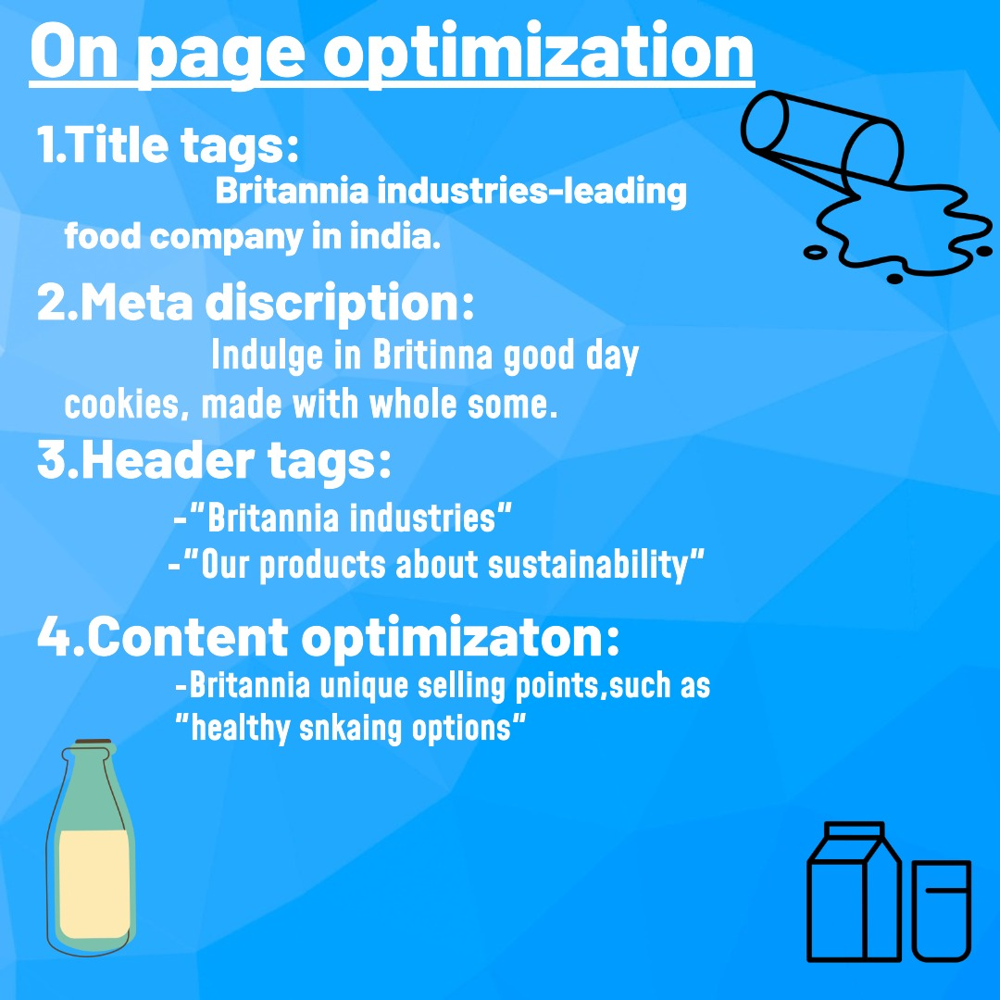 On page optimization
1.Title tags:
Britannia industries-leading
food company in india.
2.Meta discription:
Indulge in Britinna good day
cookies, made with whole some.
3.Header tags:
-"Britannia industries"
-"Our products about sustainability"
4.Content optimizaton:
-Britannia unique selling points,such as
"healthy snkaing options"